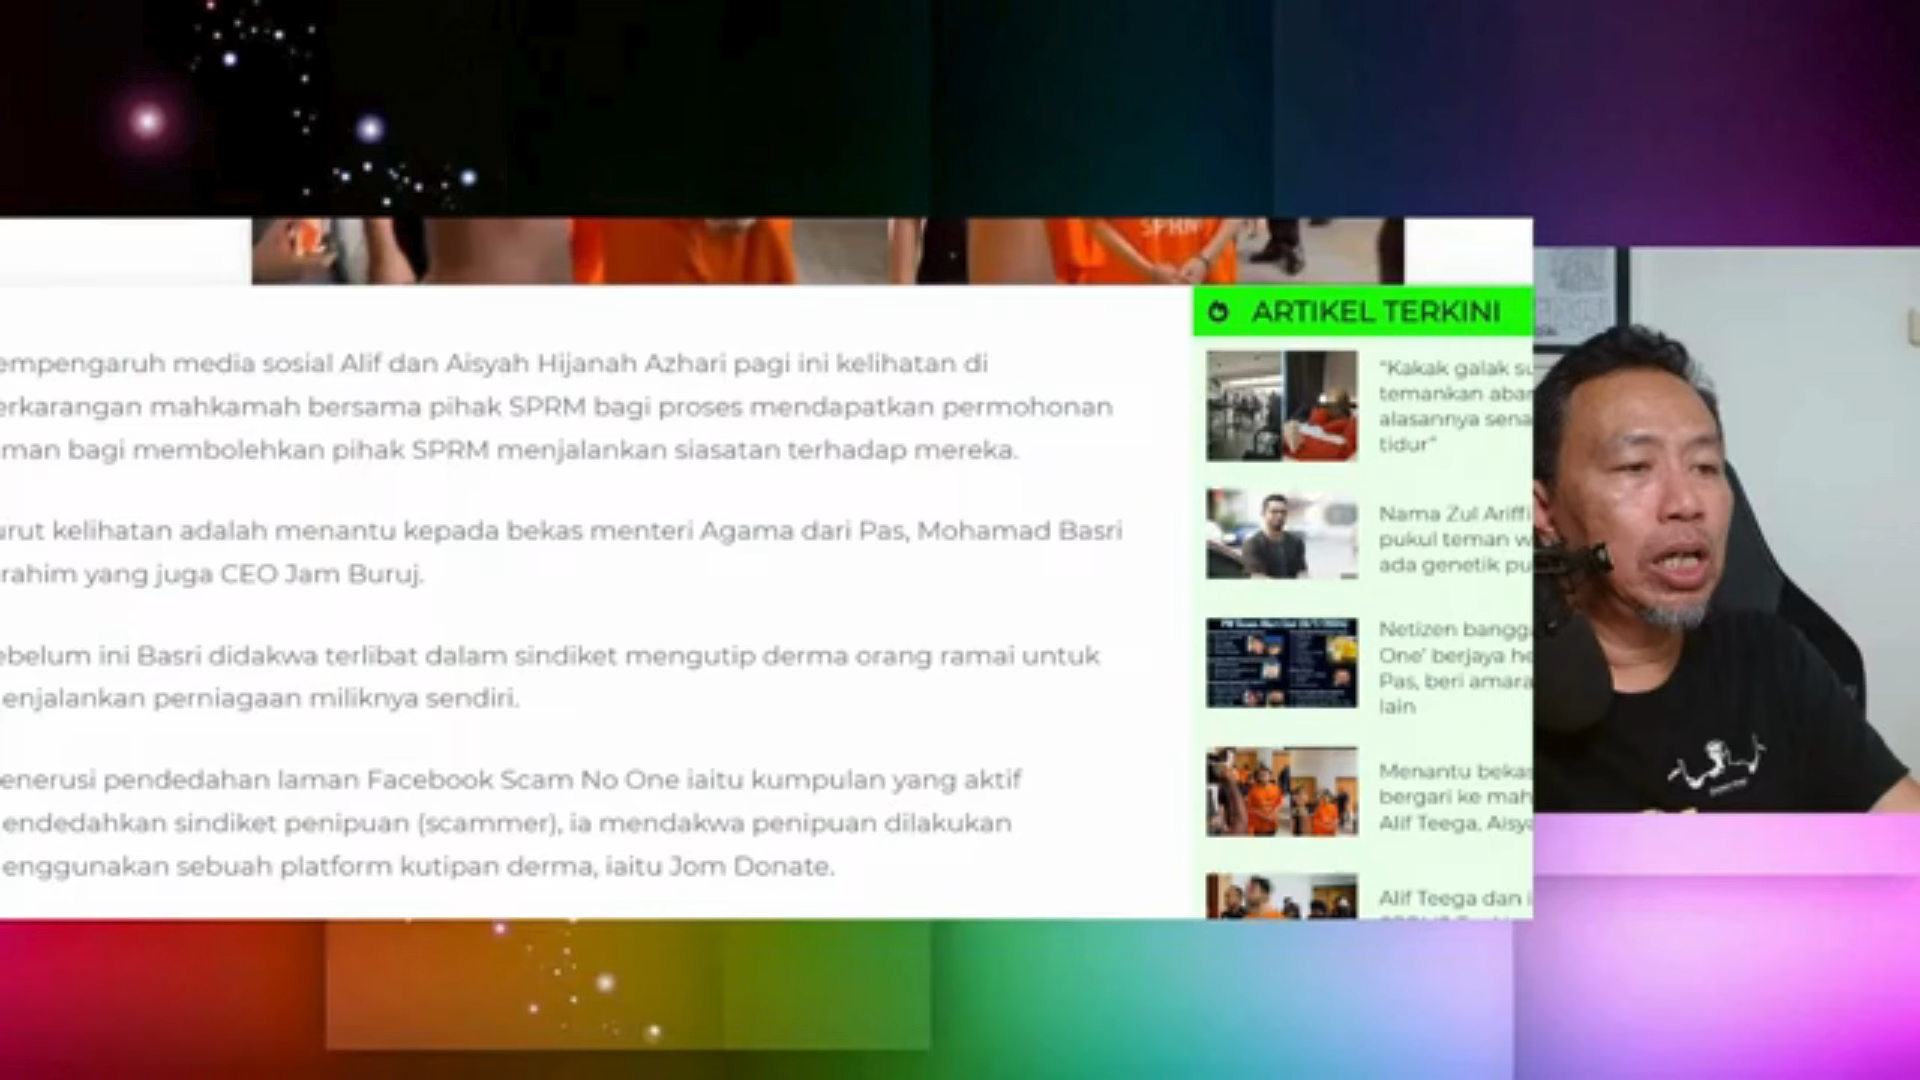 SPRM
ARTIKEL TERKINI
empengaruh media sosial Alif dan Aisyah Hijanah Azhari pagi ini kelihatan di
erkarangan mahkamah bersama pihak SPRM bagi proses mendapatkan permohonan
man bagi membolehkan pihak SPRM menjalankan siasatan terhadap mereka.
urut kelihatan adalah menantu kepada bekas menteri Agama dari Pas, Mohamad Basri
rahim yang juga CEO Jam Buruj.
ebelum ini Basri didakwa terlibat dalam sindiket mengutip derma orang ramai untuk
enjalankan perniagaan miliknya sendiri.
enerusi pendedahan laman Facebook Scam No One iaitu kumpulan yang aktif
endedahkan sindiket penipuan (scammer), ia mendakwa penipuan dilakukan
enggunakan sebuah platform kutipan derma, iaitu Jom Donate.
"Kakak galak su
temankan abar
alasannya sena
tidur"
Nama Zul Ariffi
pukul teman w
ada genetik pu
Netizen bangg
One' berjaya he
Pas, beri amara
lain
Menantu bekas
bergari ke mah
Alif Teega, Aisya
Alif Teega dan i